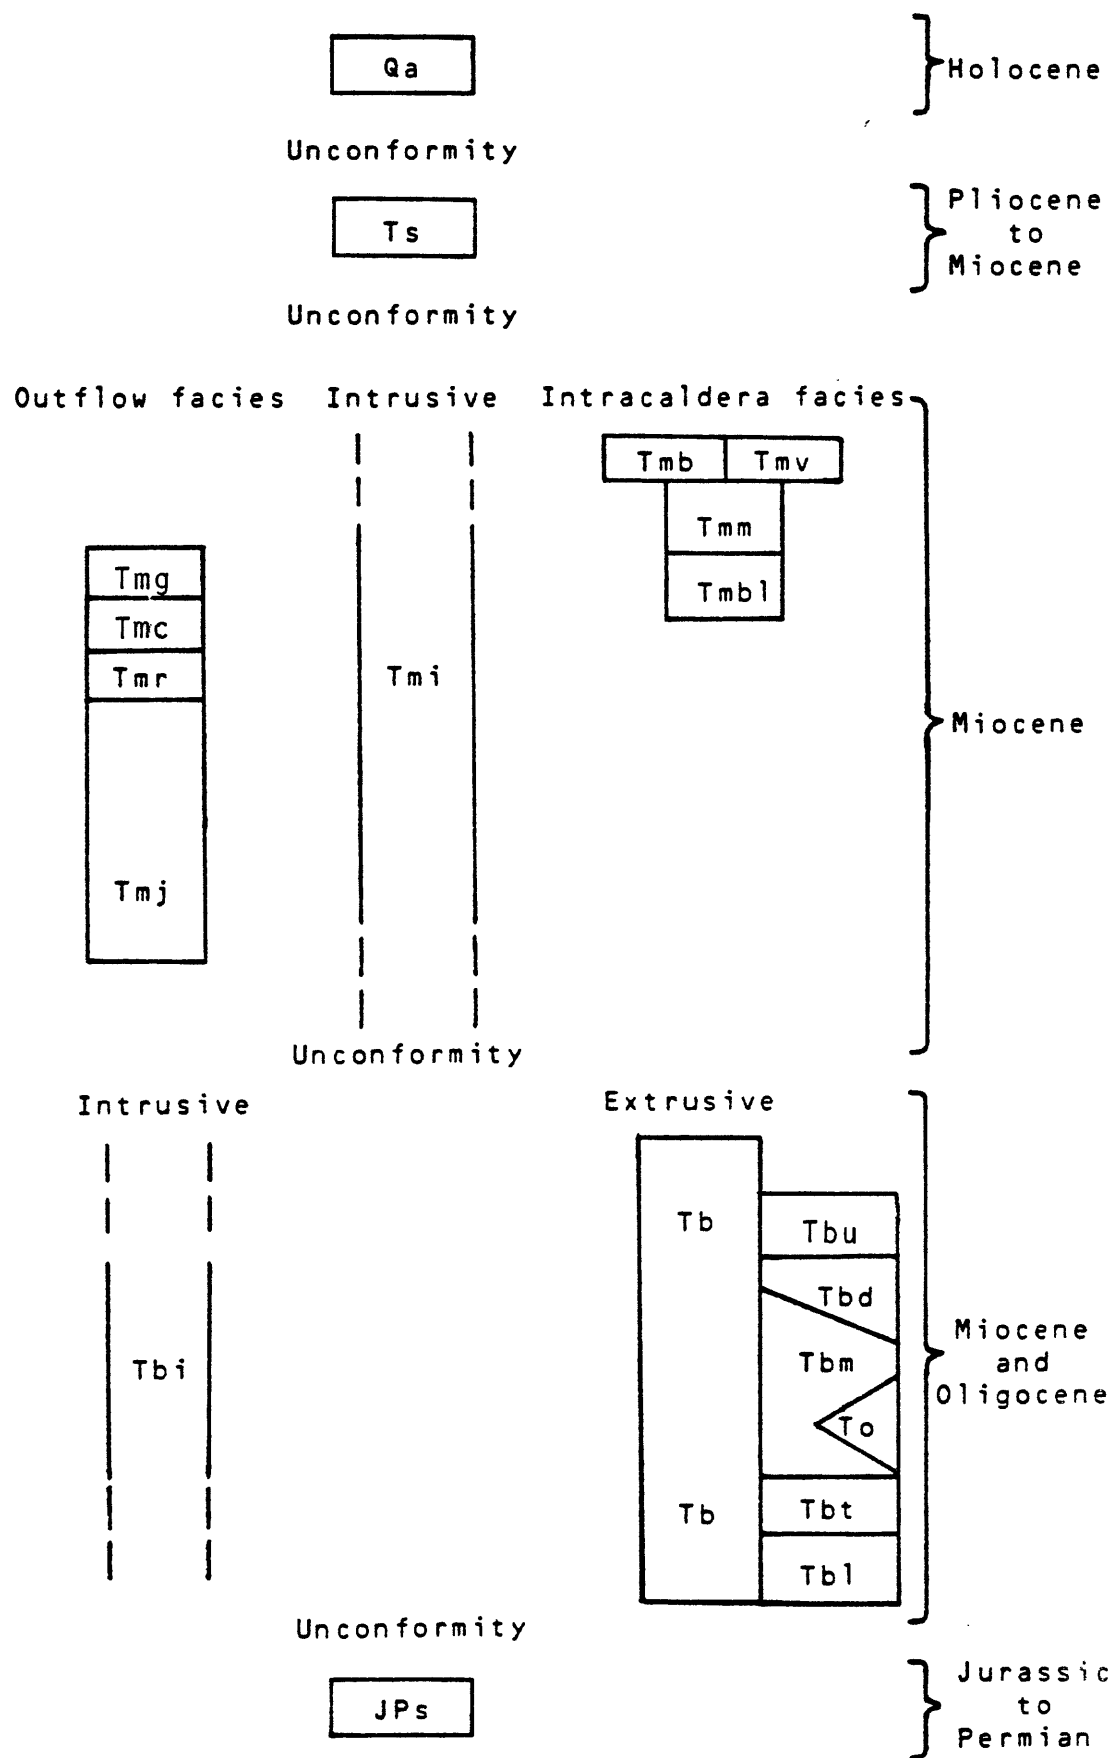 Qa
Holocene
Unconformity
Ts
Pliocene
to
Miocene
Unconformity
Outflow facies Intrusive Intracaldera facies
Tmb Tmv
Tmm
Tmbl
Tmg
Tmc
Tmr
Tmj
Tmi
Miocene
Unconformity
Intrusive Extrusive
Tbi
Tb
Tb
Tbu
Tbd
Tbm
To
Tbt
Tbl
Miocene
and
Oligocene
Unconformity
JPs
Jurassic
to
Permian